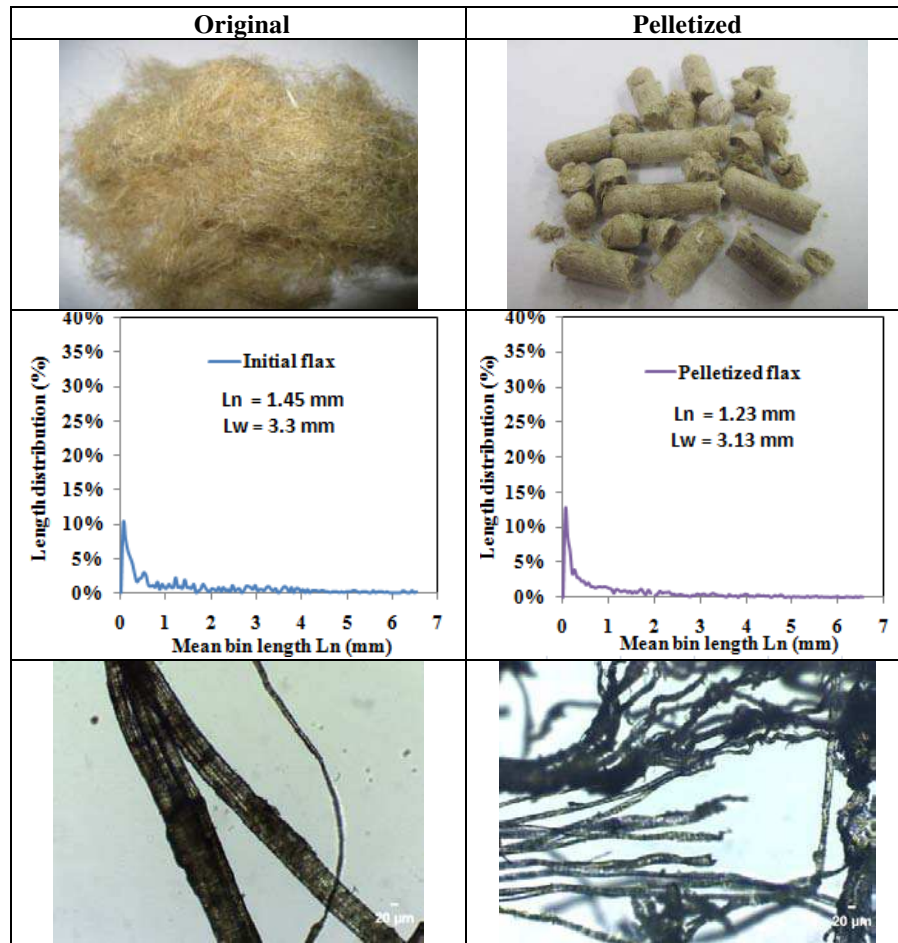 Original
Pelletized
40%
35%
30%
25%
20%
15%
10%
5%
0%
Length distribution (%)
Initial flax
Ln = 1.45 mm
Lw = 3.3 mm
0 1 2 3 4 5 6 7
Mean bin length Ln (mm)
40%
35%
30%
25%
20%
15%
10%
5%
0%
Length distribution (%)
Pelletized flax
Ln = 1.23 mm
Lw = 3.13 mm
0 1 2 3 4 5 6 7
Mean bin length Ln (mm)
20 µm
20 µm